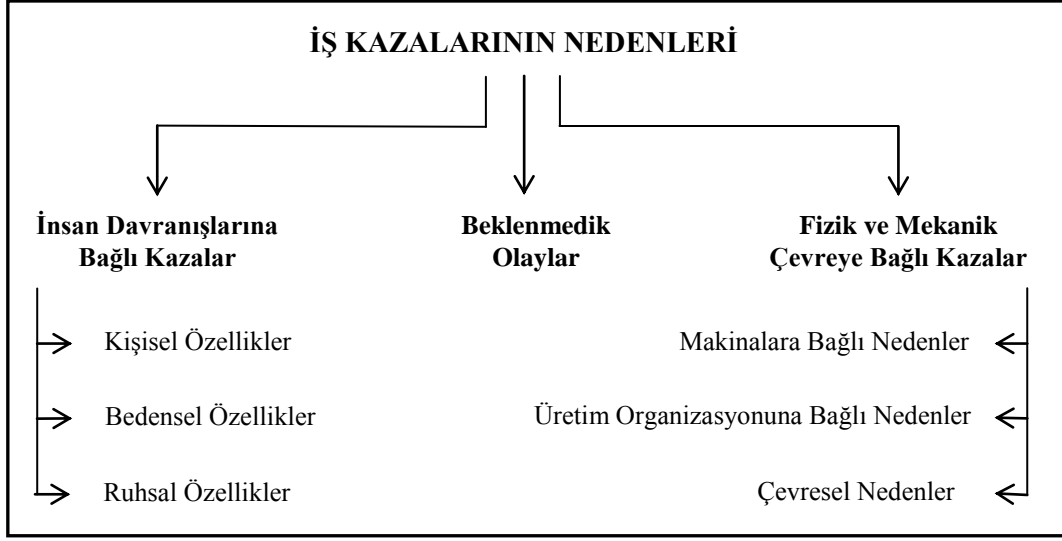 İŞ KAZALARININ NEDENLERİ
İnsan Davranışlarına
Bağlı Kazalar
Beklenmedik
Olaylar
Fizik ve Mekanik
Çevreye Bağlı Kazalar
Kişisel Özellikler
Bedensel Özellikler
Ruhsal Özellikler
Makinalara Bağlı Nedenler
Üretim Organizasyonuna Bağlı Nedenler
Çevresel Nedenler